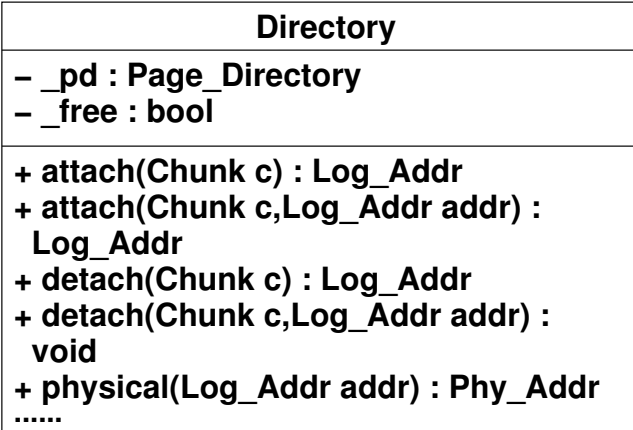 Directory
– _pd : Page_Directory
– _free : bool
+ attach(Chunk c) : Log_Addr
+ attach(Chunk c,Log_Addr addr) :
Log_Addr
+ detach(Chunk c) : Log_Addr
+ detach(Chunk c,Log_Addr addr) :
void
+ physical(Log_Addr addr) : Phy_Addr
......